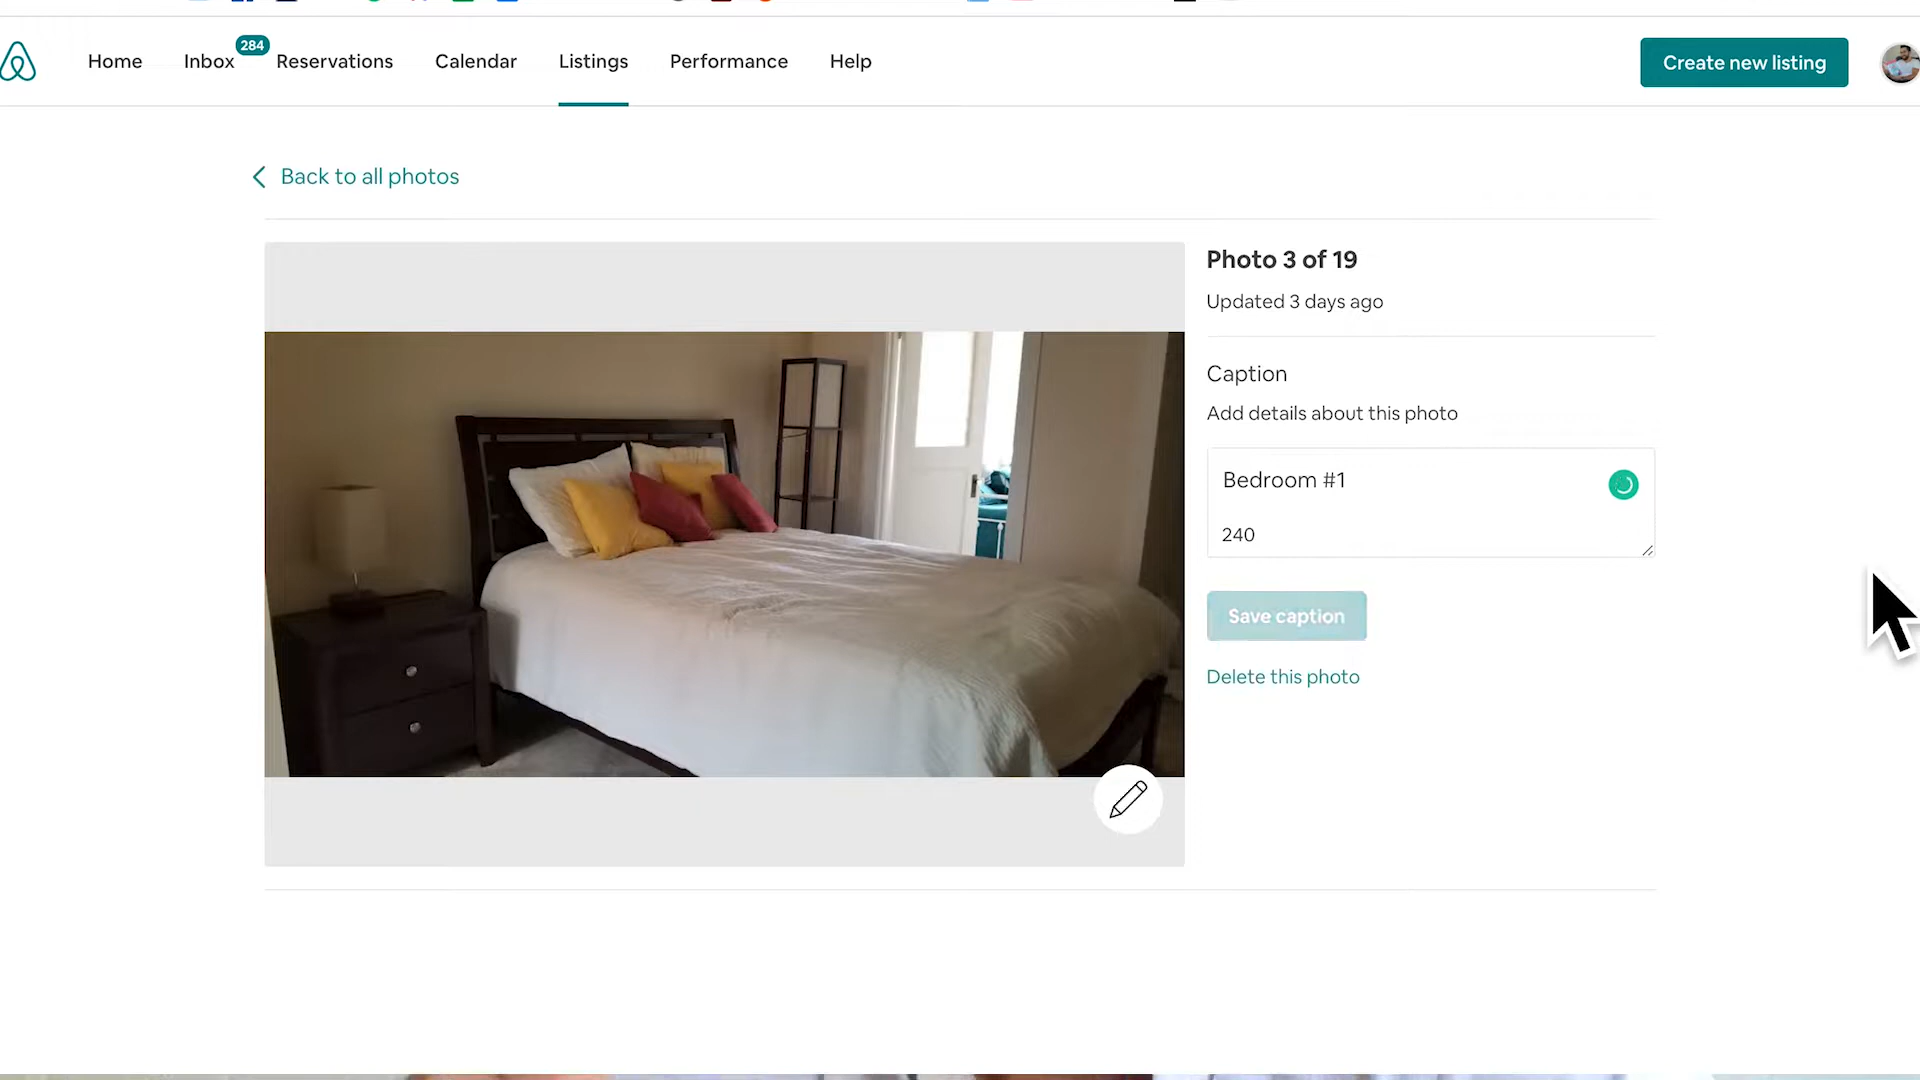 Home Inbox 284 Reservations Calendar Listings Performance Help Create new listing
Back to all photos
Photo 3 of 19
Updated 3 days ago
Caption
Add details about this photo
Bedroom #1
240
Save caption
Delete this photo